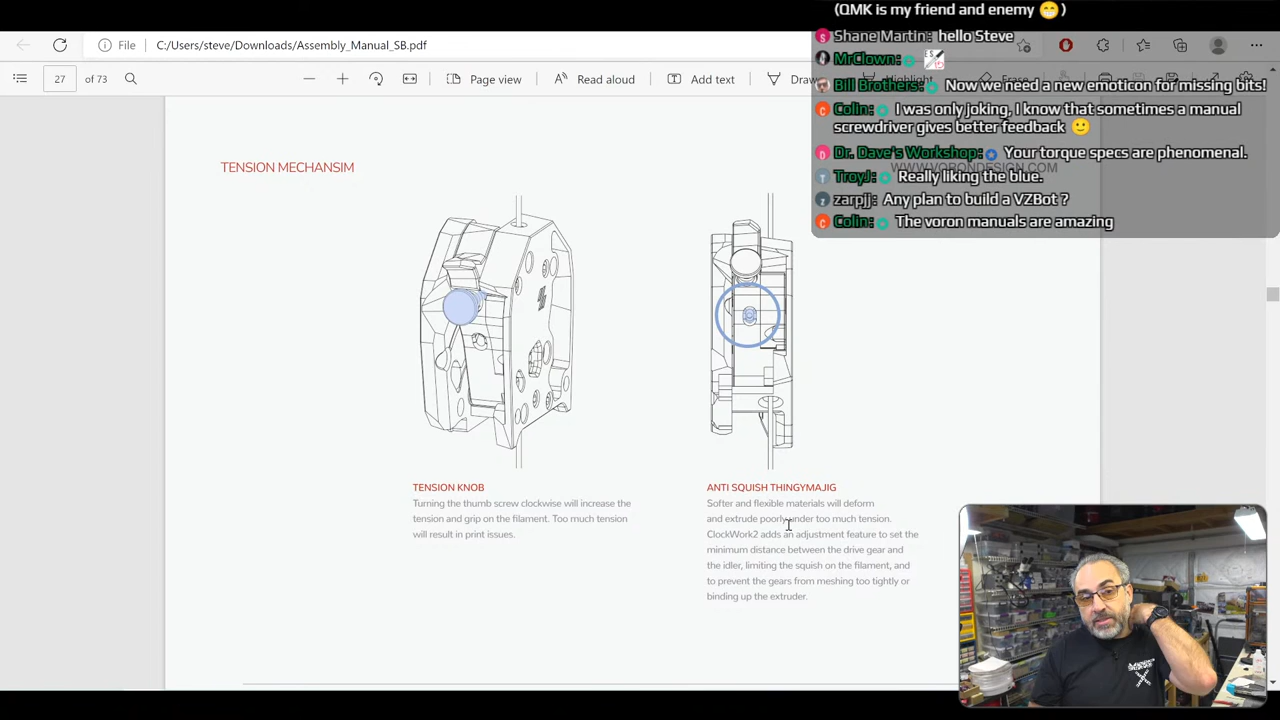 (QMK is my friend and enemy 😁)
Shane Martin: hello Steve
MrClown:
Bill Brothers: Now we need a new emoticon for missing bits!
Colin: I was only joking, I know that sometimes a manual
screwdriver gives better feedback 🙂
Dr. Dave's Workshop: Your torque specs are phenomenal.
TroyJ: Really liking the blue.
zarpjj: Any plan to build a VZBot ?
Colin: The voron manuals are amazing
File C:/Users/steve/Downloads/Assembly_Manual_SB.pdf
27 of 73 Page view Read aloud Add text Draw Highlight Erase
TENSION MECHANSIM
WWW.VORONDESIGN.COM
TENSION KNOB
Turning the thumb screw clockwise will increase the
tension and grip on the filament. Too much tension
will result in print issues.
ANTI SQUISH THINGYMAJIG
Softer and flexible materials will deform
and extrude poorly under too much tension.
ClockWork2 adds an adjustment feature to set the
minimum distance between the drive gear and
the idler, limiting the squish on the filament, and
to prevent the gears from meshing too tightly or
binding up the extruder.